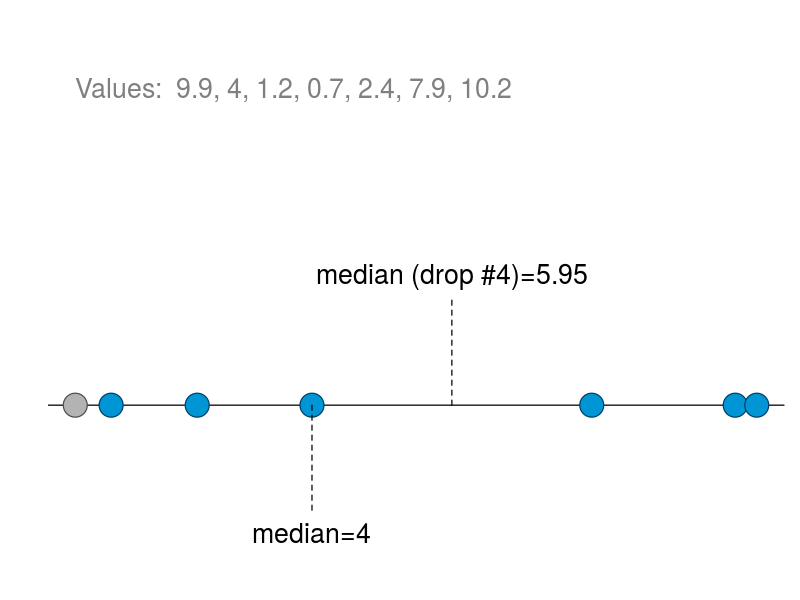 Values:  9.9, 4, 1.2, 0.7, 2.4, 7.9, 10.2
median (drop #4)=5.95
median=4